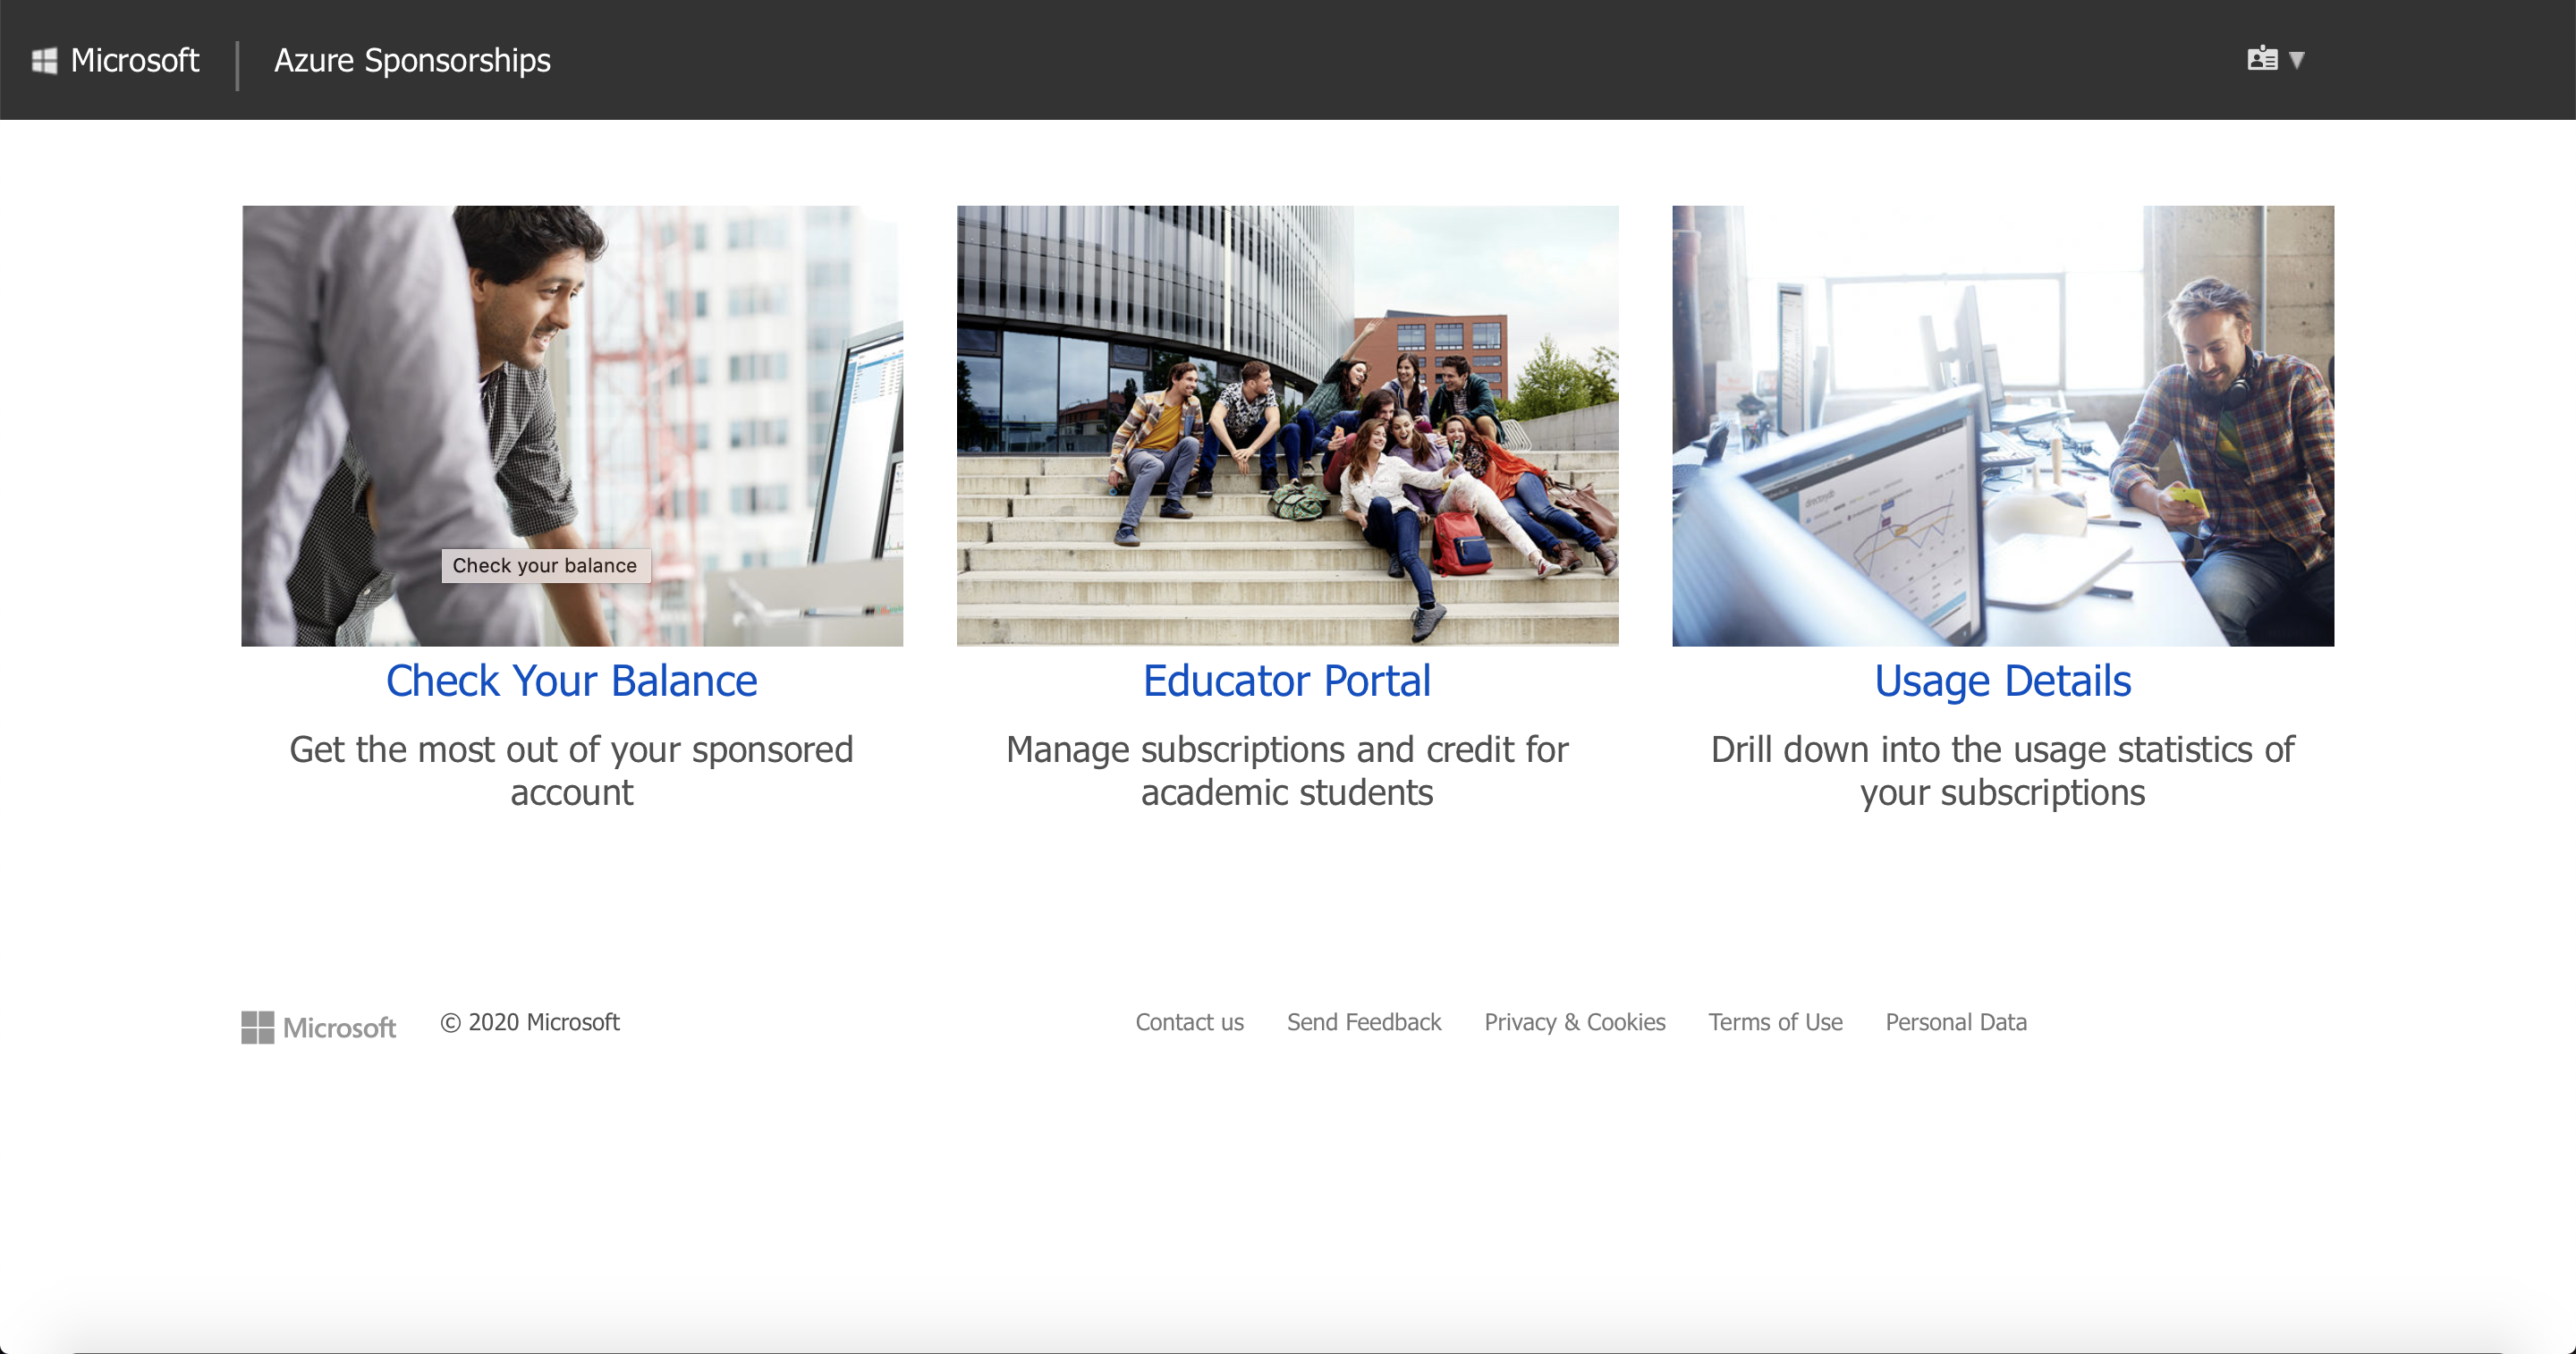 Microsoft
Azure Sponsorships
Check your balance
Check Your Balance
Get the most out of your sponsored
account
Educator Portal
Manage subscriptions and credit for
academic students
Usage Details
Drill down into the usage statistics of
your subscriptions
Microsoft
© 2020 Microsoft
Contact us
Send Feedback
Privacy & Cookies
Terms of Use
Personal Data